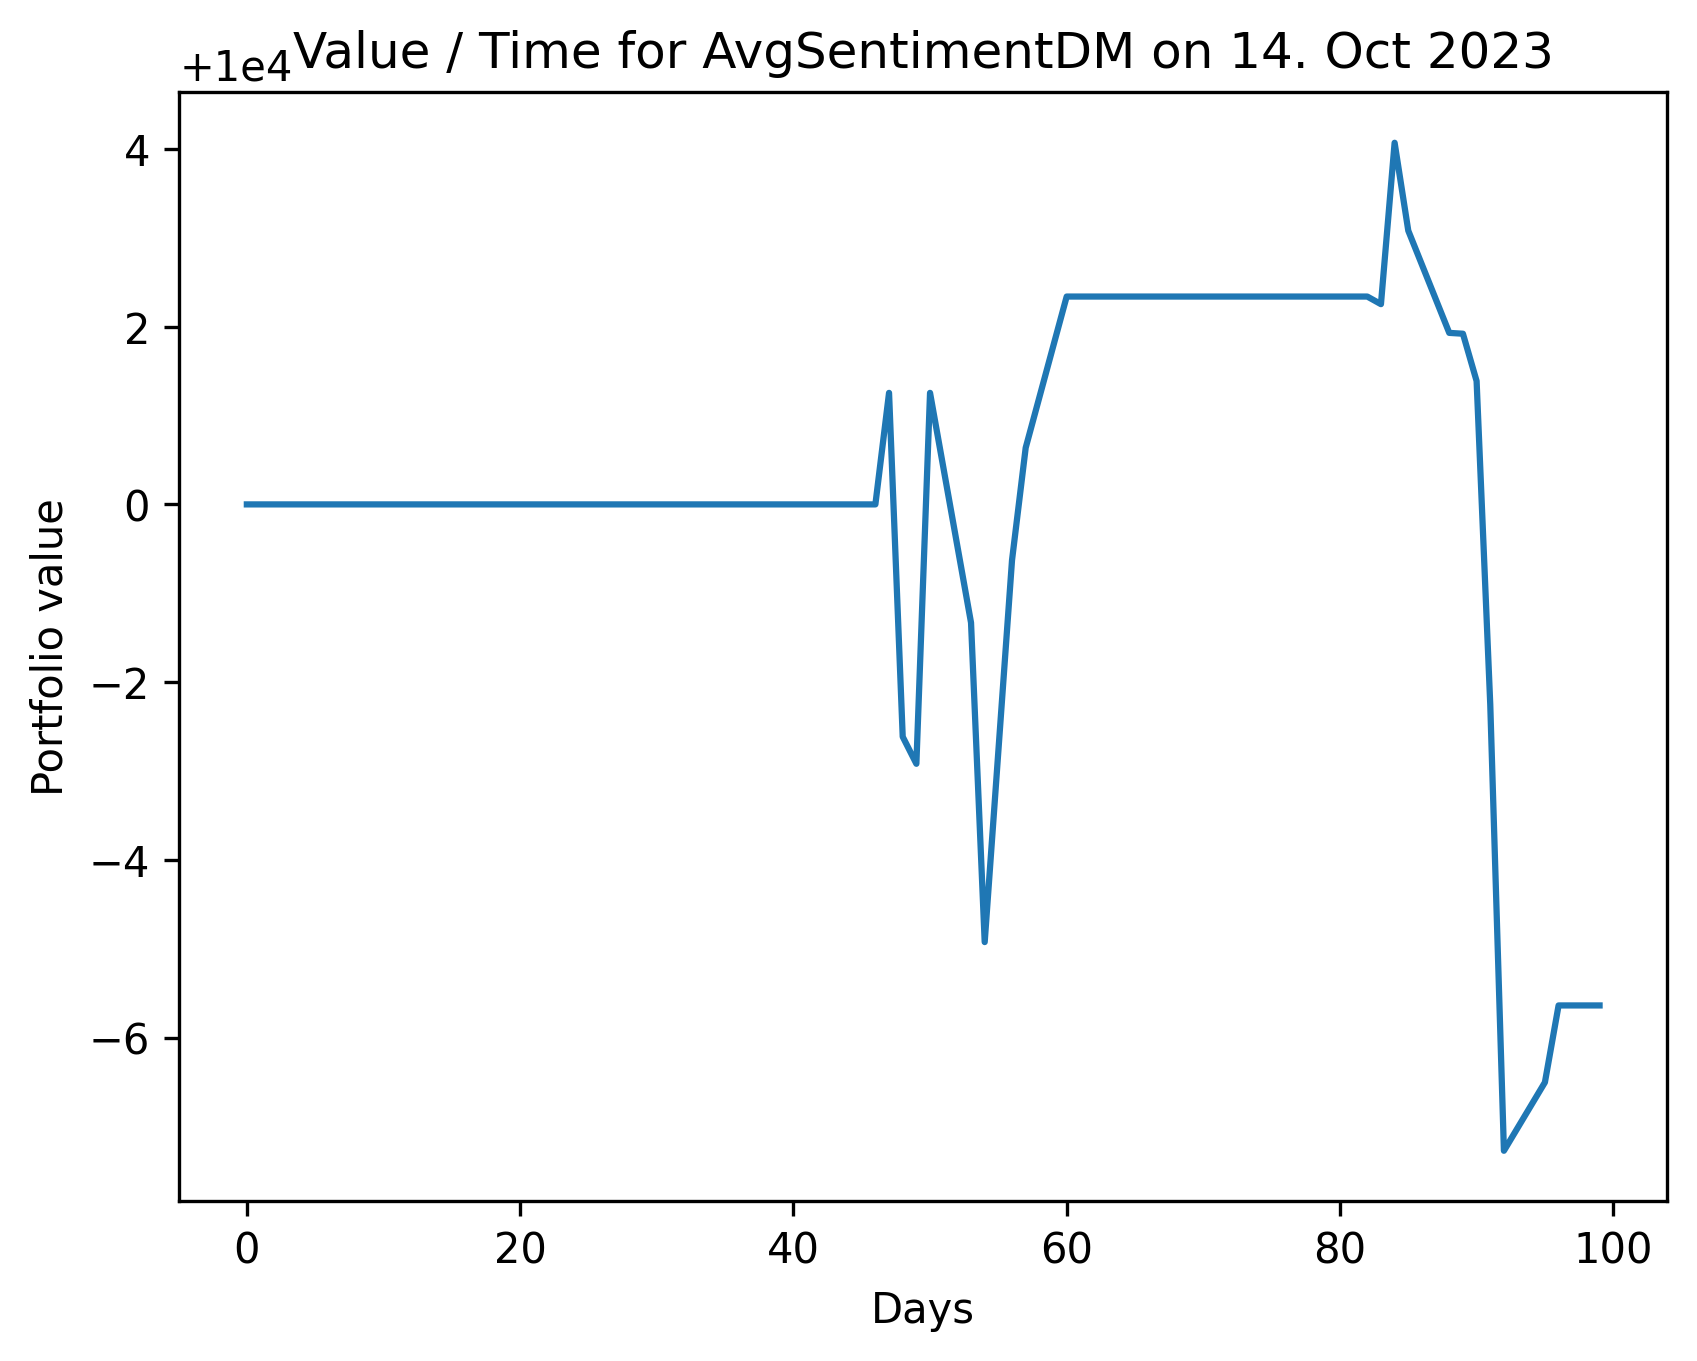 Value / Time for AvgSentimentDM on 14. Oct 2023
+1e4
4
2
0
−2
−4
−6
Portfolio value
0 20 40 60 80 100
Days